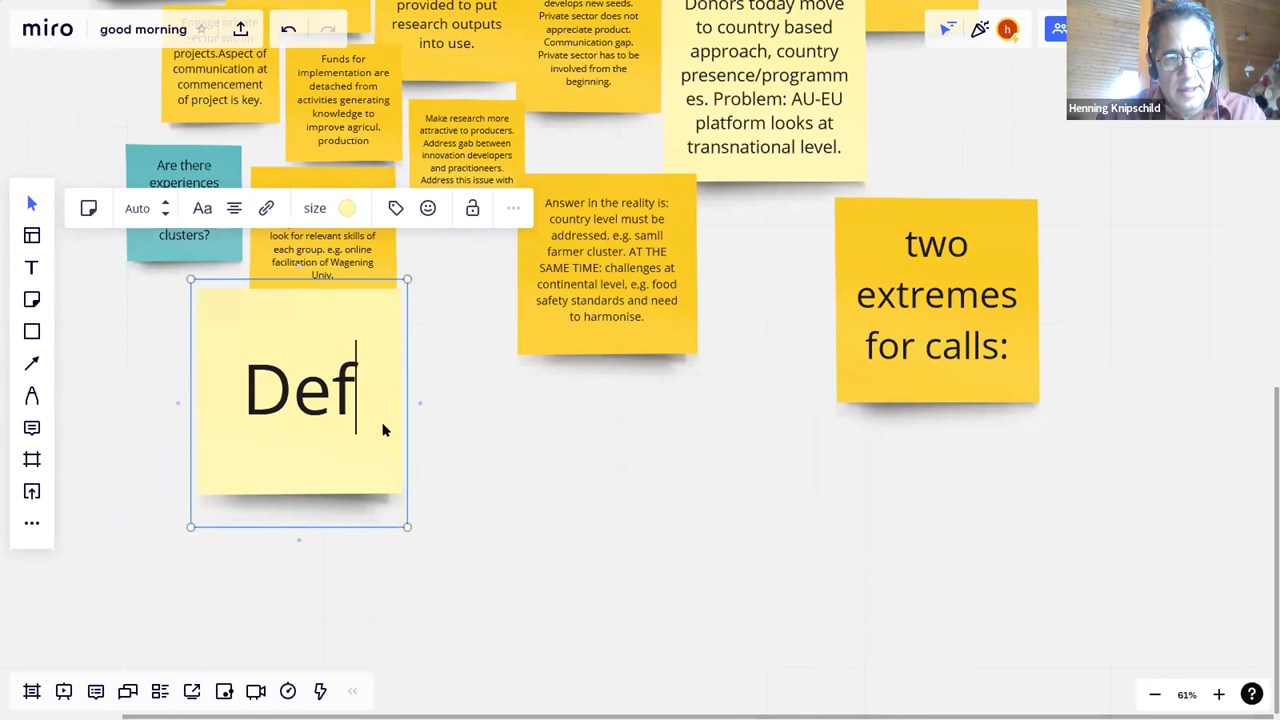 miro
good morning
provided to put
research outputs
into use.
develops new seeds.
Private sector does not
appreciate product.
Communication gap.
Private sector has to be
involved from the
beginning.
Donors today move
to country based
approach, country
presence/programm
es. Problem: AU-EU
platform looks at
transnational level.
Engage private
sector
projects.Aspect of
communication at
commencement
of project is key.
Funds for
implementation are
detached from
activities generating
knowledge to
improve agricul.
production
Make research more
attractive to producers.
Address gab between
innovation developers
and pracitioneers.
Address this issue with
Are there
experiences
clusters?
Auto
Aa
size
look for relevant skills of
each group. e.g. online
facilitation of Wagening
Univ.
Answer in the reality is:
country level must be
addressed, e.g. samll
farmer cluster. AT THE
SAME TIME: challenges at
continental level, e.g. food
safety standards and need
to harmonise.
two
extremes
for calls:
Def
h
Henning Knipschild
61%
?